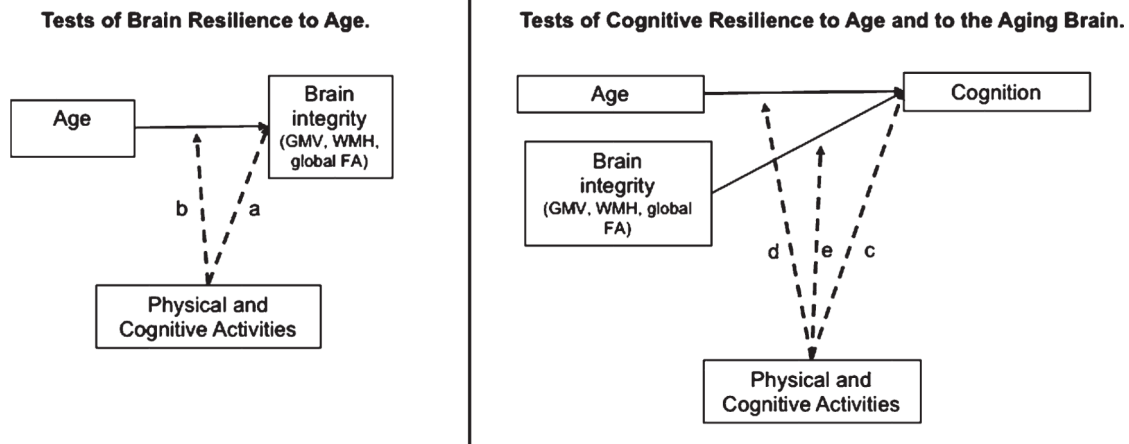 Tests of Brain Resilience to Age.
Age
Brain
integrity
(GMV, WMH,
global FA)
b
a
Physical and
Cognitive Activities
Tests of Cognitive Resilience to Age and to the Aging Brain.
Age
Cognition
Brain
integrity
(GMV, WMH, global
FA)
d
e
c
Physical and
Cognitive Activities